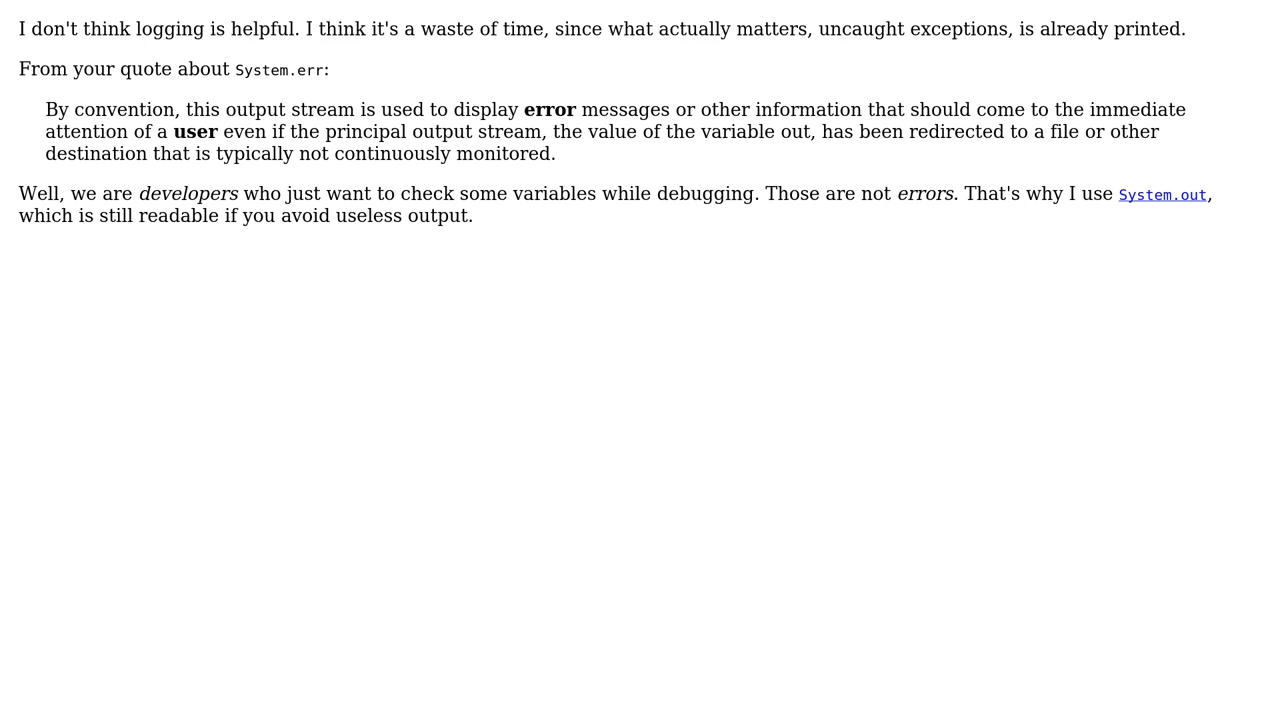 I don't think logging is helpful. I think it's a waste of time, since what actually matters, uncaught exceptions, is already printed.
From your quote about System.err:
By convention, this output stream is used to display error messages or other information that should come to the immediate
attention of a user even if the principal output stream, the value of the variable out, has been redirected to a file or other
destination that is typically not continuously monitored.
Well, we are developers who just want to check some variables while debugging. Those are not errors. That's why I use System.out,
which is still readable if you avoid useless output.